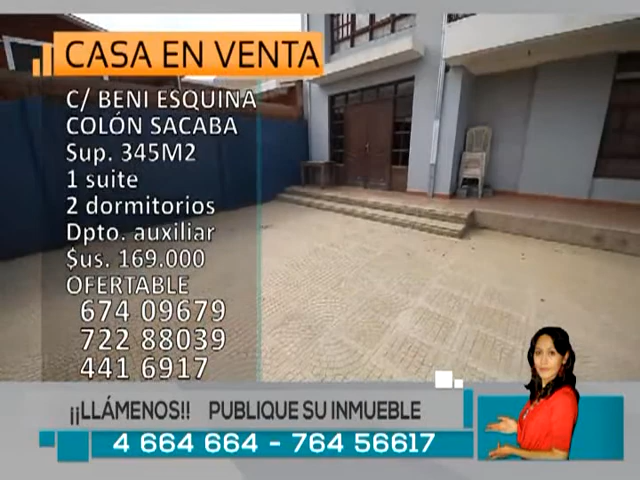 CASA EN VENTA
C/ BENI ESQUINA
COLÓN SACABA
Sup. 345M2
1 suite
2 dormitorios
Dpto. auxiliar
$us. 169.000
OFERTABLE
674 09679
722 88039
441 6917
¡¡LLÁMENOS!! PUBLIQUE SU INMUEBLE
4 664 664 - 764 56617